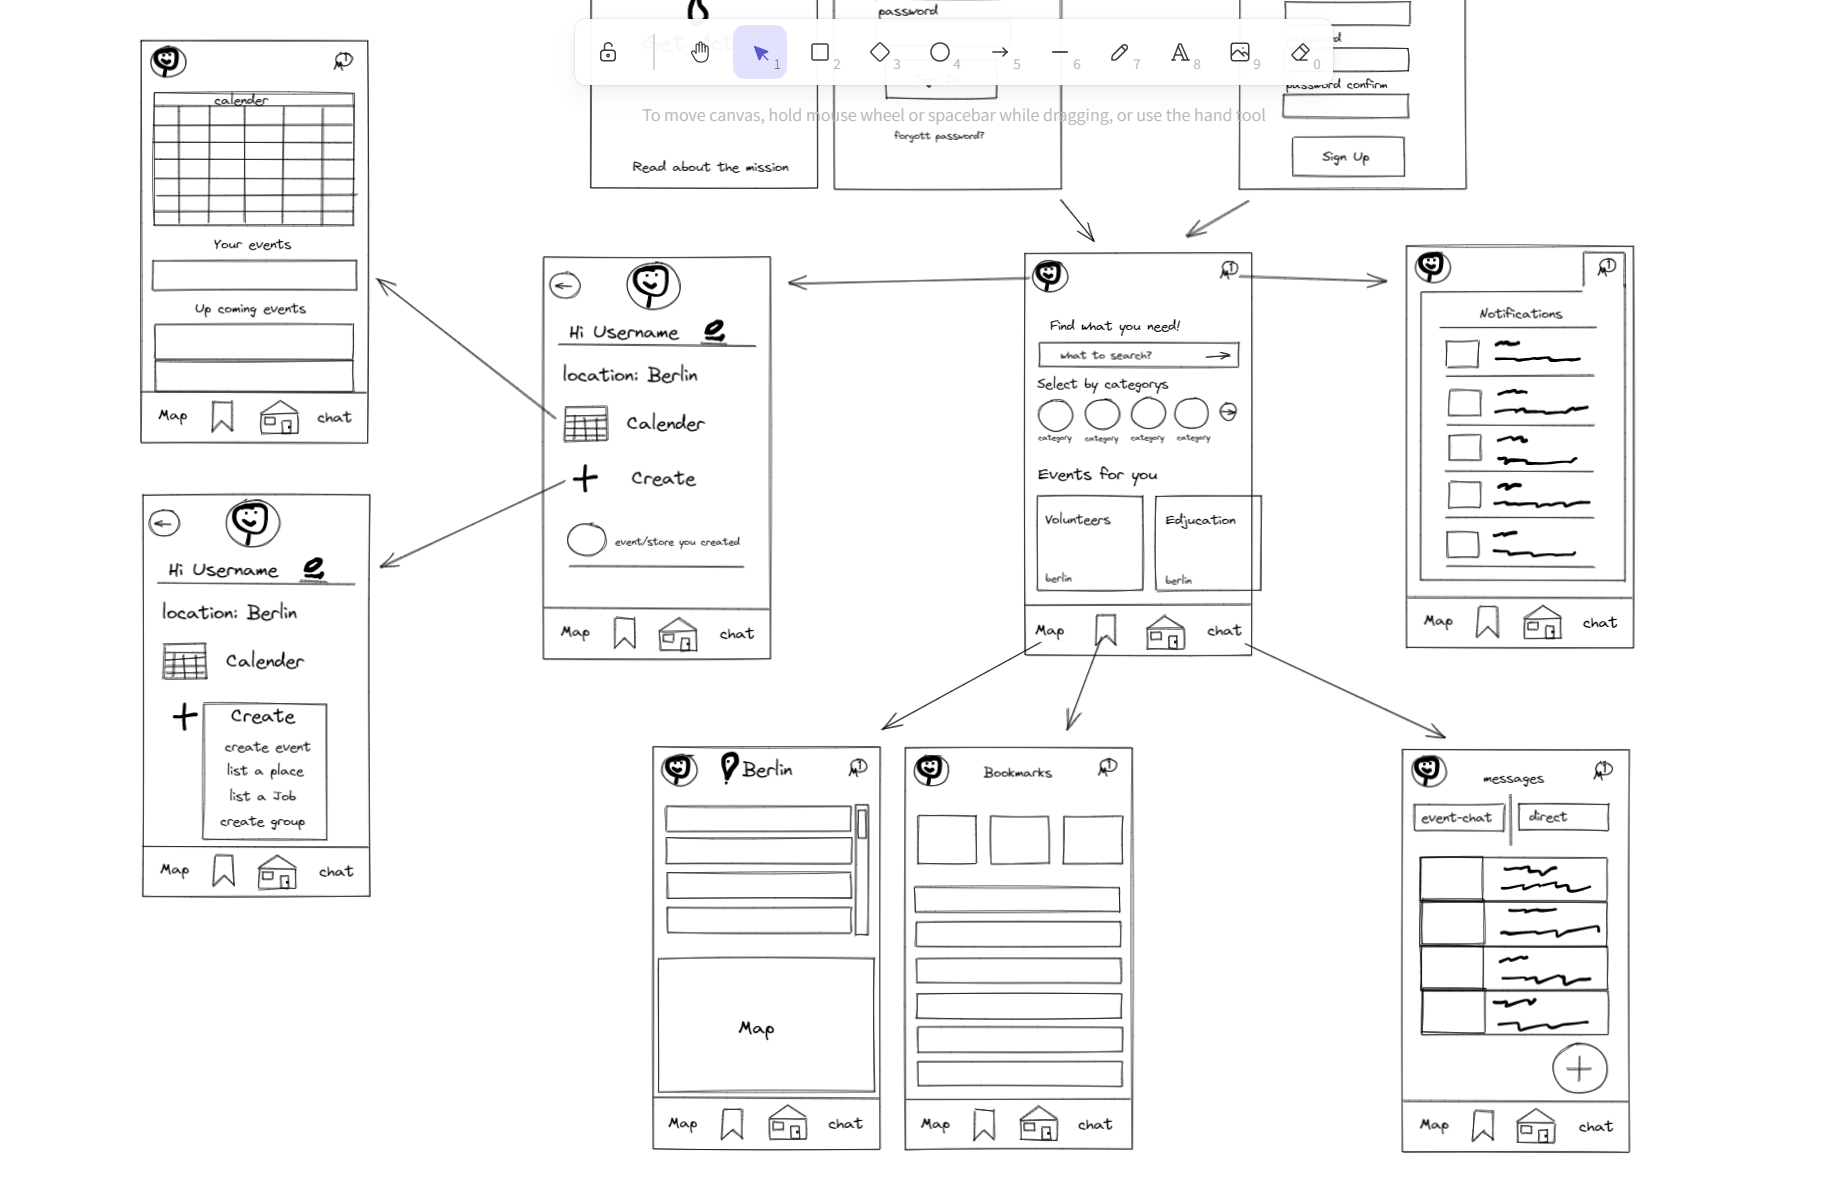 password
1
2
3
4
5
6
7
8
9
0
To move canvas, hold mouse wheel or spacebar while dragging, or use the hand tool
password confirm
forgott password?
Read about the mission
Sign Up
calender
Your events
Up coming events
Map
chat
Hi Username
location: Berlin
Calender
Create
event/store you created
Map
chat
1
Find what you need!
what to search?
Select by categorys
category
category
category
category
Events for you
Volunteers
berlin
Edjucation
berlin
Map
chat
1
Notifications
Map
chat
Hi Username
location: Berlin
Calender
Create
create event
list a place
list a Job
create group
Map
chat
Berlin
1
Map
Map
chat
Bookmarks
1
Map
chat
messages
1
event-chat
direct
Map
chat